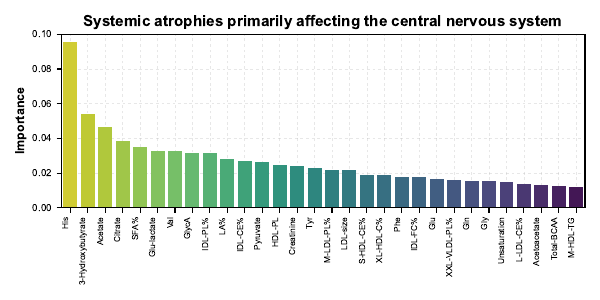 Systemic atrophies primarily affecting the central nervous system
Importance
0.10
0.08
0.06
0.04
0.02
0.00
His
3-Hydroxybutyrate
Acetate
Citrate
SFA%
Glu-lactate
Val
GlycA
IDL-PL%
LA%
IDL-CE%
Pyruvate
HDL-PL
Creatinine
Tyr
M-LDL-PL%
LDL-size
S-HDL-CE%
XL-HDL-C%
Phe
IDL-FC%
Glu
XXL-VLDL-PL%
Gln
Gly
Unsaturation
L-LDL-CE%
Acetoacetate
Total-BCAA
M-HDL-TG